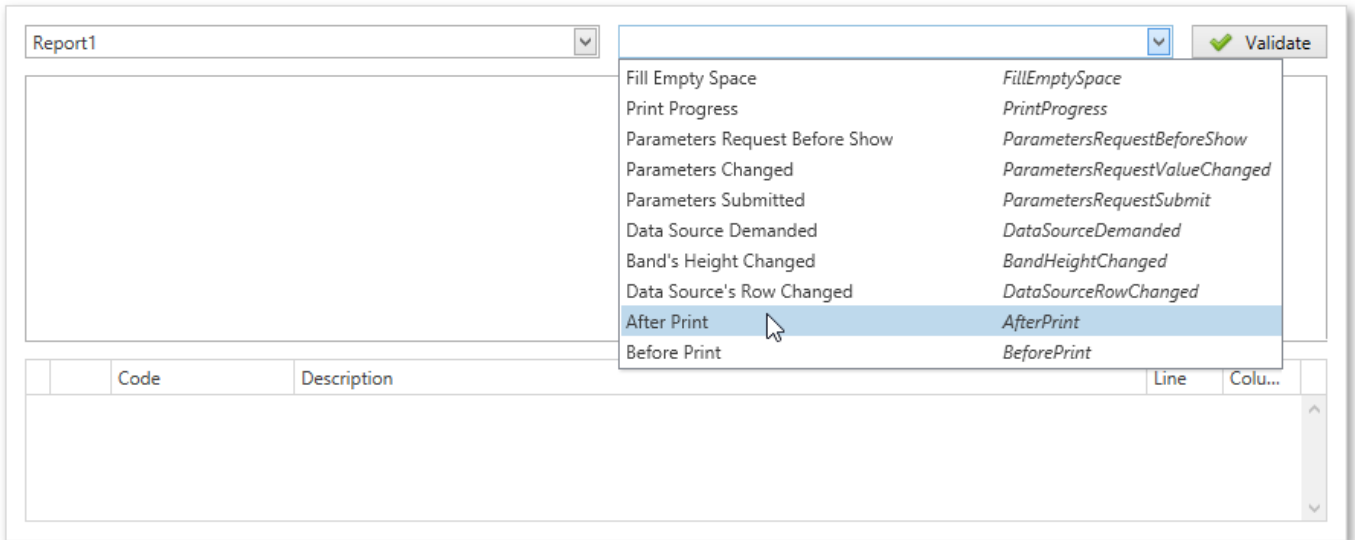 Report1 Validate
Fill Empty Space FillEmptySpace
Print Progress PrintProgress
Parameters Request Before Show ParametersRequestBeforeShow
Parameters Changed ParametersRequestValueChanged
Parameters Submitted ParametersRequestSubmit
Data Source Demanded DataSourceDemanded
Band's Height Changed BandHeightChanged
Data Source's Row Changed DataSourceRowChanged
After Print AfterPrint
Before Print BeforePrint
Code Description Line Colu...